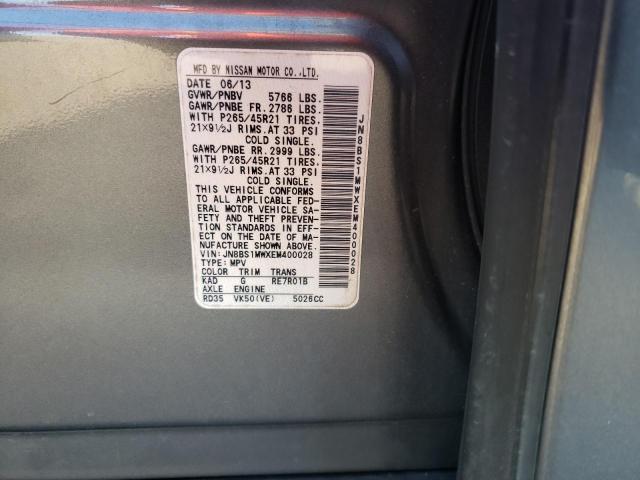 MFD BY NISSAN MOTOR CO.,LTD.
DATE 06/13
GVWR/PNBV 5766 LBS.
GAWR/PNBE FR. 2786 LBS.
WITH P265/45R21 TIRES.
21X9½J RIMS.AT 33 PSI
COLD SINGLE.
GAWR/PNBE RR. 2999 LBS.
WITH P265/45R21 TIRES.
21X9½J RIMS.AT 33 PSI
COLD SINGLE.
THIS VEHICLE CONFORMS
TO ALL APPLICABLE FED-
ERAL MOTOR VEHICLE SA-
FETY AND THEFT PREVEN-
TION STANDARDS IN EFF-
ECT ON THE DATE OF MA-
NUFACTURE SHOWN ABOVE.
VIN: JN8BS1MWXEM400028
TYPE: MPV
COLOR TRIM TRANS
KAD G RE7R01B
AXLE ENGINE
RD35 VK50(VE) 5026CC
JN8BS1MWXEM400028